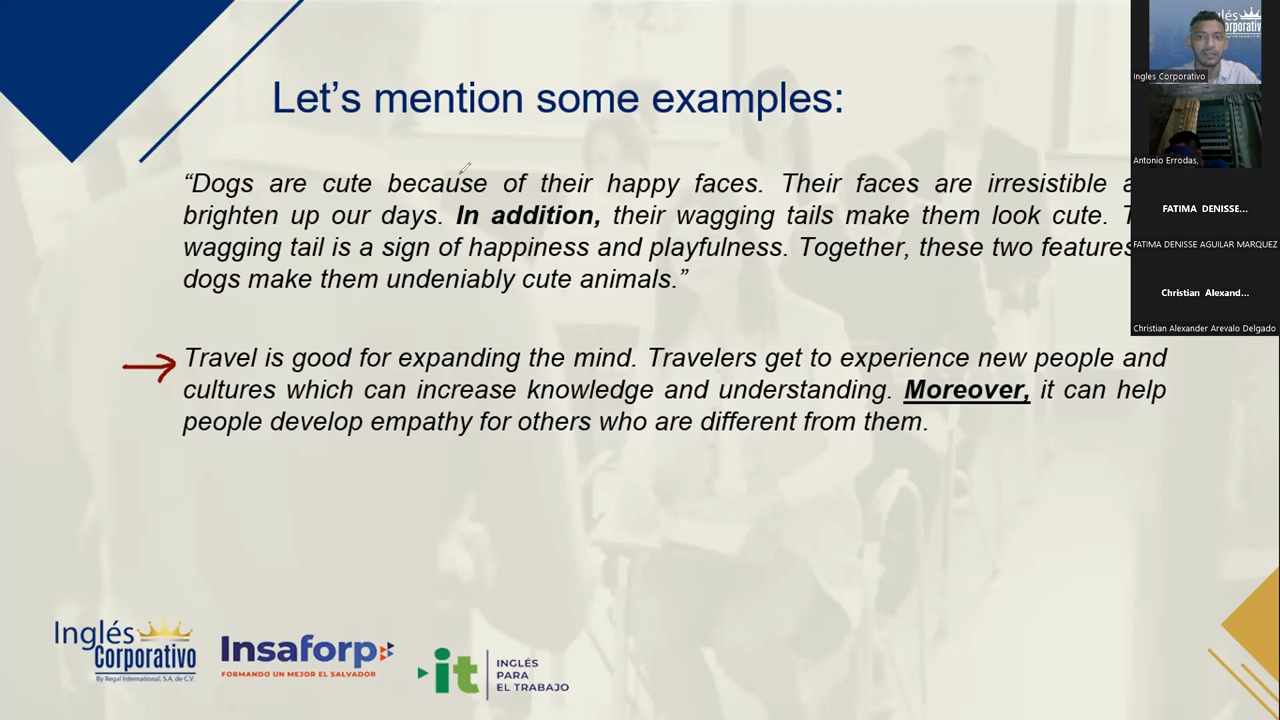 Let's mention some examples:
“Dogs are cute because of their happy faces. Their faces are irresistible
brighten up our days. In addition, their wagging tails make them look cute.
wagging tail is a sign of happiness and playfulness. Together, these two features
dogs make them undeniably cute animals.”
Travel is good for expanding the mind. Travelers get to experience new people and
cultures which can increase knowledge and understanding. Moreover, it can help
people develop empathy for others who are different from them.
Inglés
Corporativo
By Regal International, S.A. de C.V.
Insaforp
FORMANDO UN MEJOR EL SALVADOR
it
INGLÉS
PARA
EL TRABAJO
Ingles Corporativo
Antonio Errodas,
FATIMA DENISSE...
FATIMA DENISSE AGUILAR MARQUEZ
Christian Alexand...
Christian Alexander Arevalo Delgado